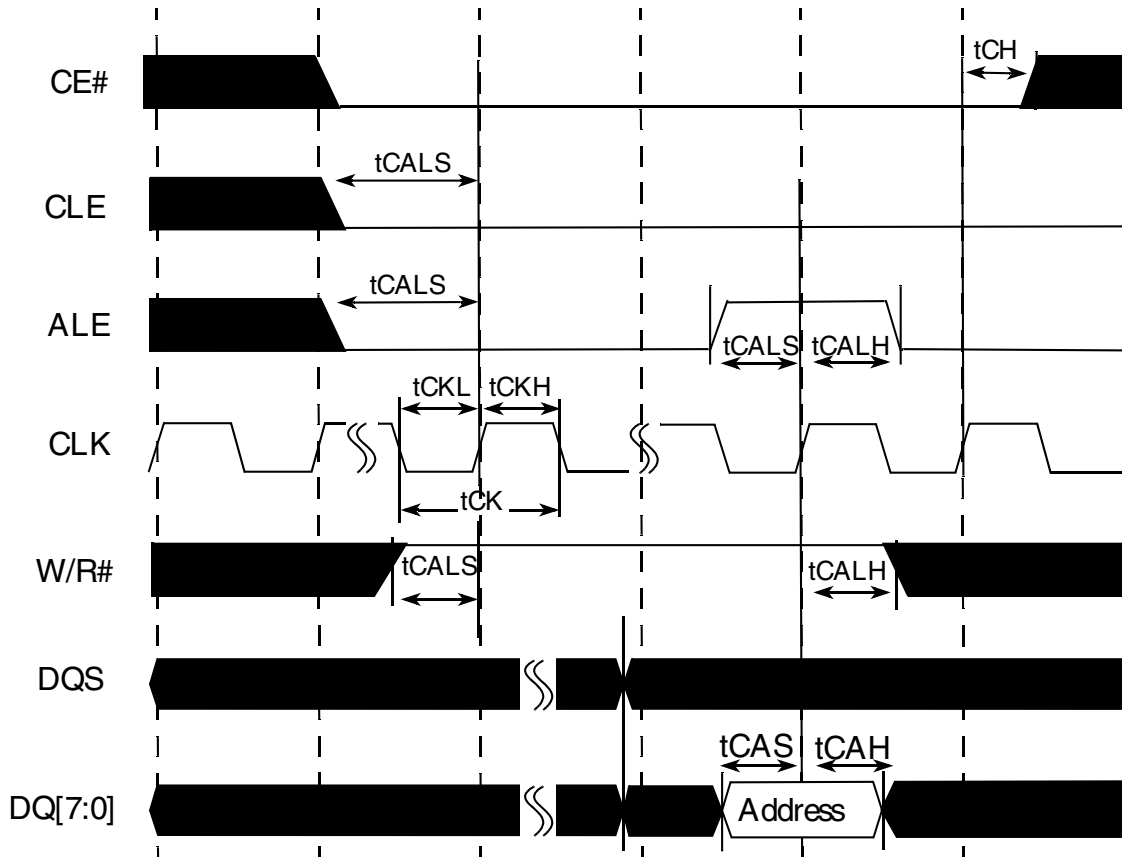 tCH
CE#
tCALS
CLE
tCALS
ALE
tCALS tCALH
tCKL tCKH
CLK
tCK
W/R# tCALS tCALH
DQS
tCAS tCAH
DQ[7:0] Address